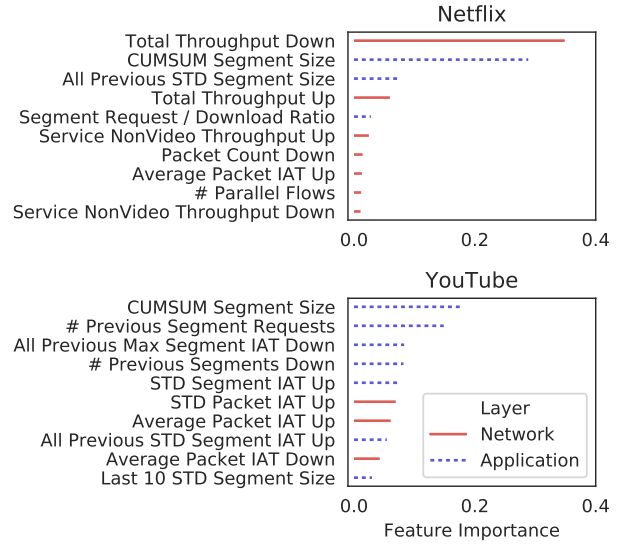 Netflix
Total Throughput Down
CUMSUM Segment Size
All Previous STD Segment Size
Total Throughput Up
Segment Request / Download Ratio
Service NonVideo Throughput Up
Packet Count Down
Average Packet IAT Up
# Parallel Flows
Service NonVideo Throughput Down
0.0 0.2 0.4
YouTube
CUMSUM Segment Size
# Previous Segment Requests
All Previous Max Segment IAT Down
# Previous Segments Down
STD Segment IAT Up
STD Packet IAT Up
Average Packet IAT Up
All Previous STD Segment IAT Up
Average Packet IAT Down
Last 10 STD Segment Size
Layer
Network
Application
0.0 0.2 0.4
Feature Importance